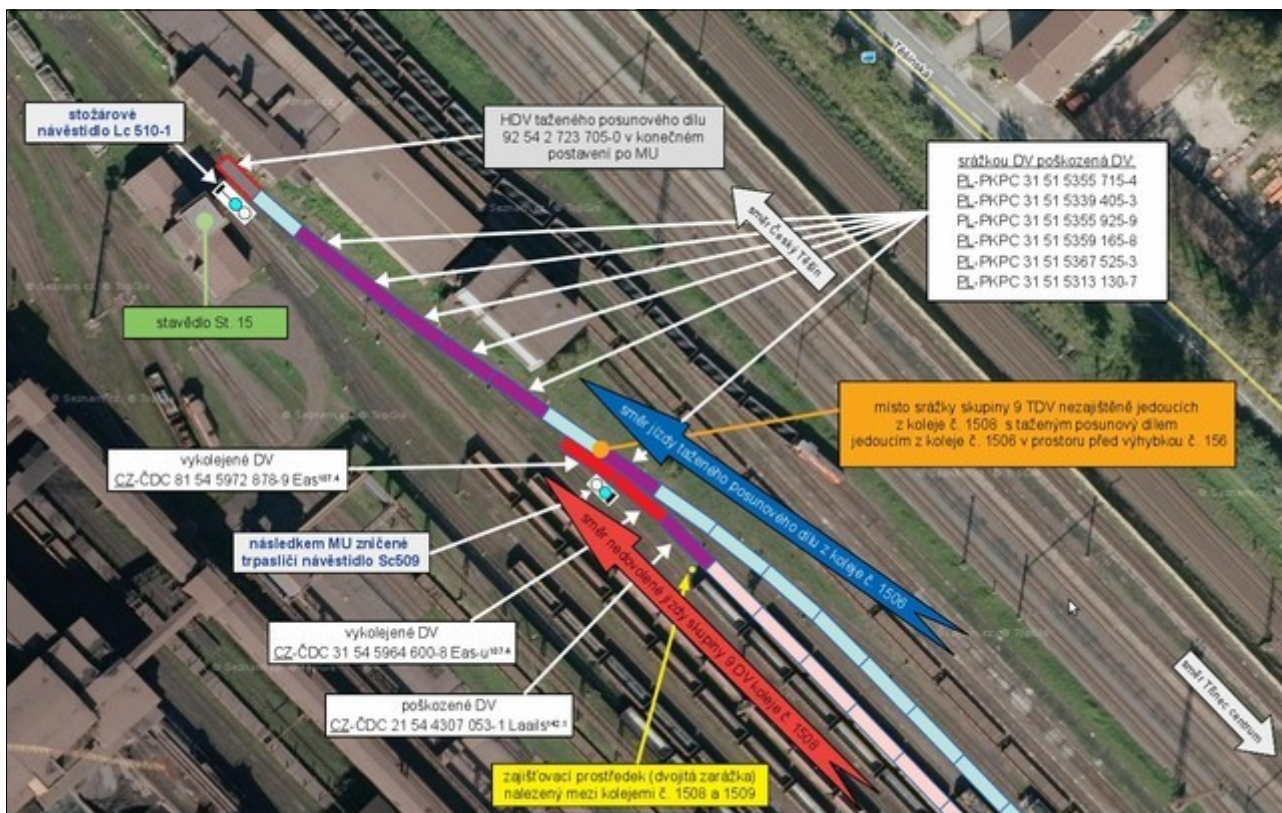 Těšínská
stožárové
návěstidlo Lc 510-1
HDV taženého posunového dílu
92 54 2 723 705-0 v konečném
postavení po MU
srážkou DV poškozená DV:
PL-PKPC 31 51 5355 715-4
PL-PKPC 31 51 5339 405-3
PL-PKPC 31 51 5355 925-9
PL-PKPC 31 51 5359 165-8
PL-PKPC 31 51 5367 525-3
PL-PKPC 31 51 5313 130-7
směr Český Těšín
stavědlo St. 15
místo srážky skupiny 9 TDV nezajištěně jedoucích
z koleje č. 1508 s taženým posunový dílem
jedoucím z koleje č. 1506 v prostoru před výhybkou č. 156
směr jízdy taženého posunového dílu z koleje č. 1506
vykolejené DV
CZ-ČDC 81 54 5972 878-9 Eas
následkem MU zničené
trpasličí návěstidlo Sc509
směr nedovolené jízdy skupiny 9 DV koleje č. 1508
vykolejené DV
CZ-ČDC 31 54 5964 600-8 Eas-u
poškozené DV
CZ-ČDC 21 54 4307 053-1 Laails
směr Třinec centrum
zajišťovací prostředek (dvojitá zarážka)
nalezený mezi kolejemi č. 1508 a 1509
© Seznam.cz